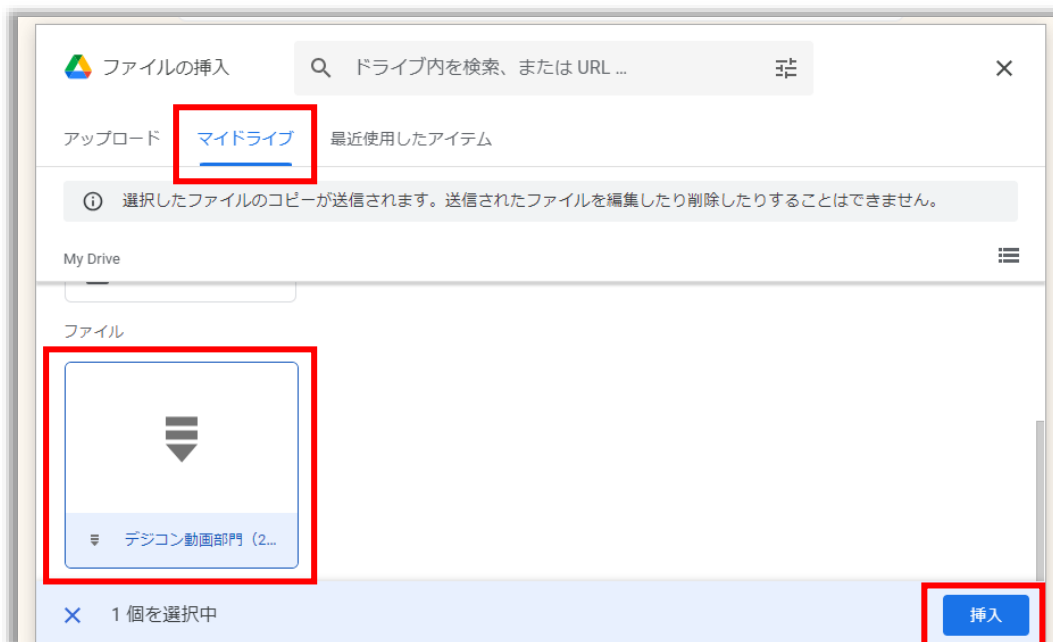 ファイルの挿入
ドライブ内を検索、または URL ...
アップロード マイドライブ 最近使用したアイテム
選択したファイルのコピーが送信されます。送信されたファイルを編集したり削除したりすることはできません。
My Drive
ファイル
デジコン動画部門（2...
1 個を選択中
挿入